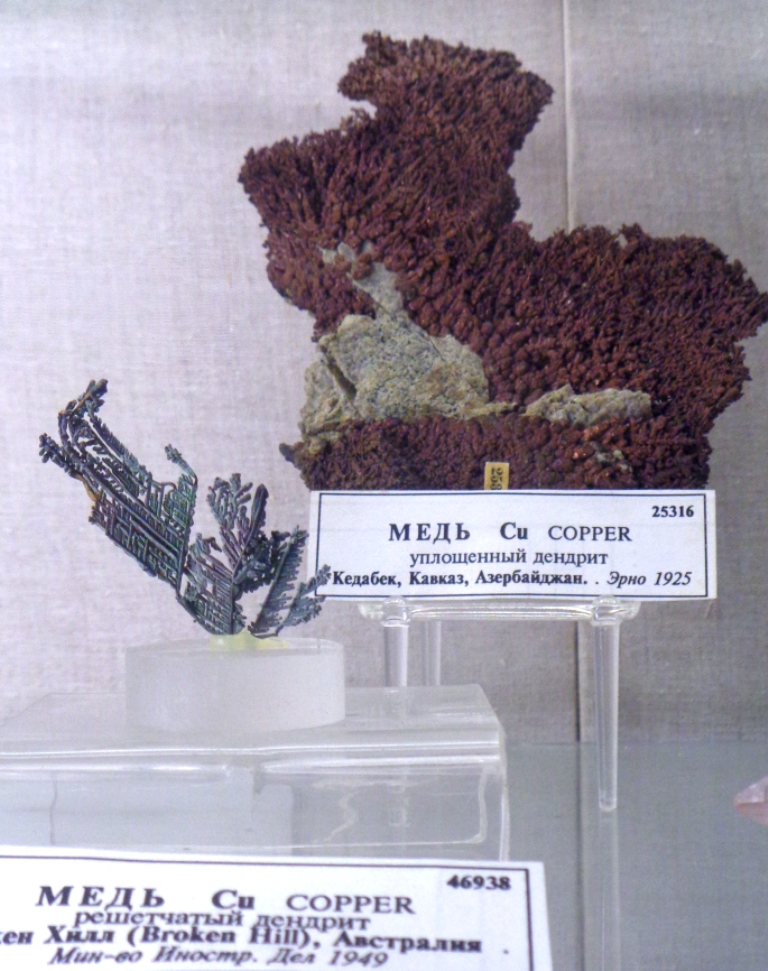 25316
МЕДЬ Cu COPPER
уплощенный дендрит
Кедабек, Кавказ, Азербайджан. . Эрно 1925
46938
МЕДЬ Cu COPPER
решетчатый дендрит
Хилл (Broken Hill), Австралия .
Мин-во Иностр. Дел 1949